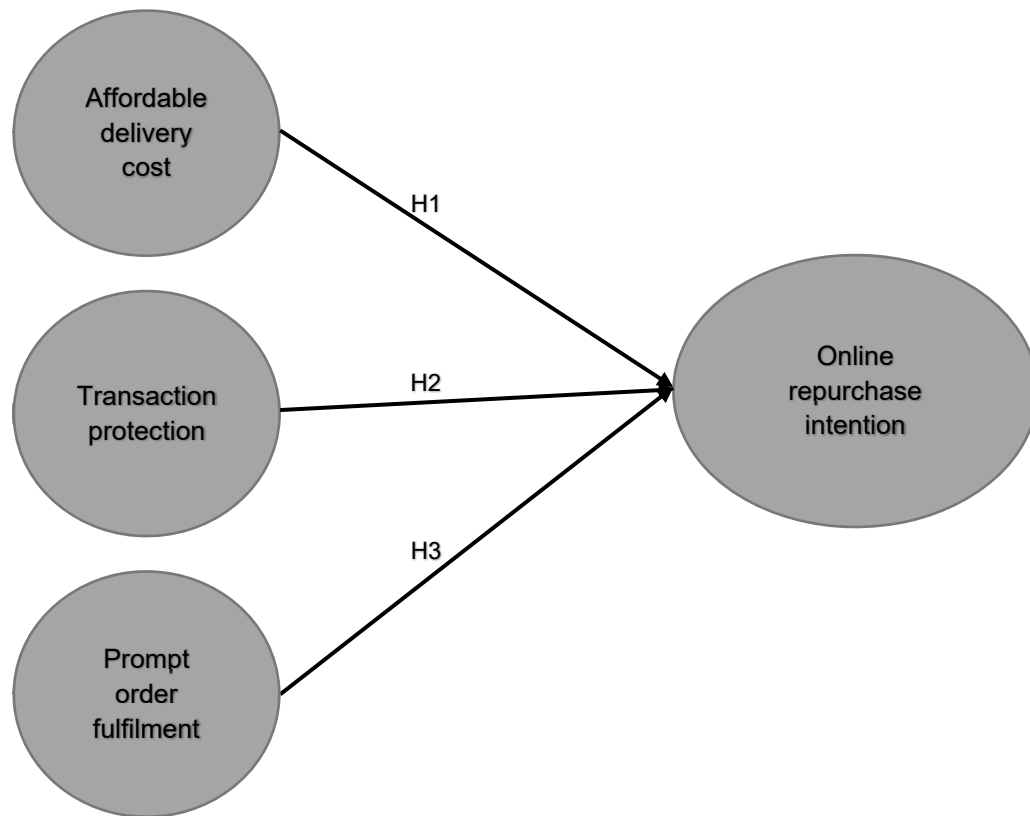 Affordable
delivery
cost
H1
Transaction
protection
H2
Online
repurchase
intention
H3
Prompt
order
fulfilment